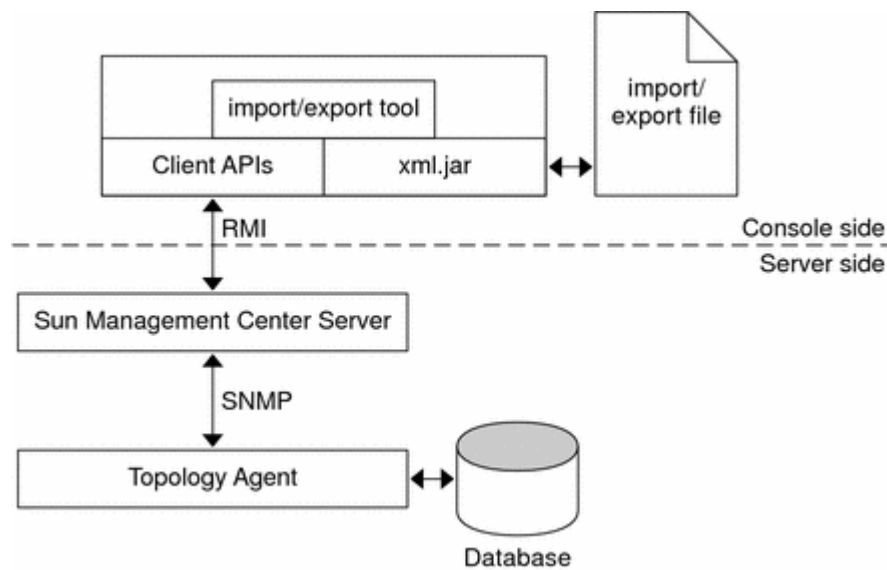 import/export tool
import/
export file
Client APIs
xml.jar
RMI
Console side
Server side
Sun Management Center Server
SNMP
Topology Agent
Database